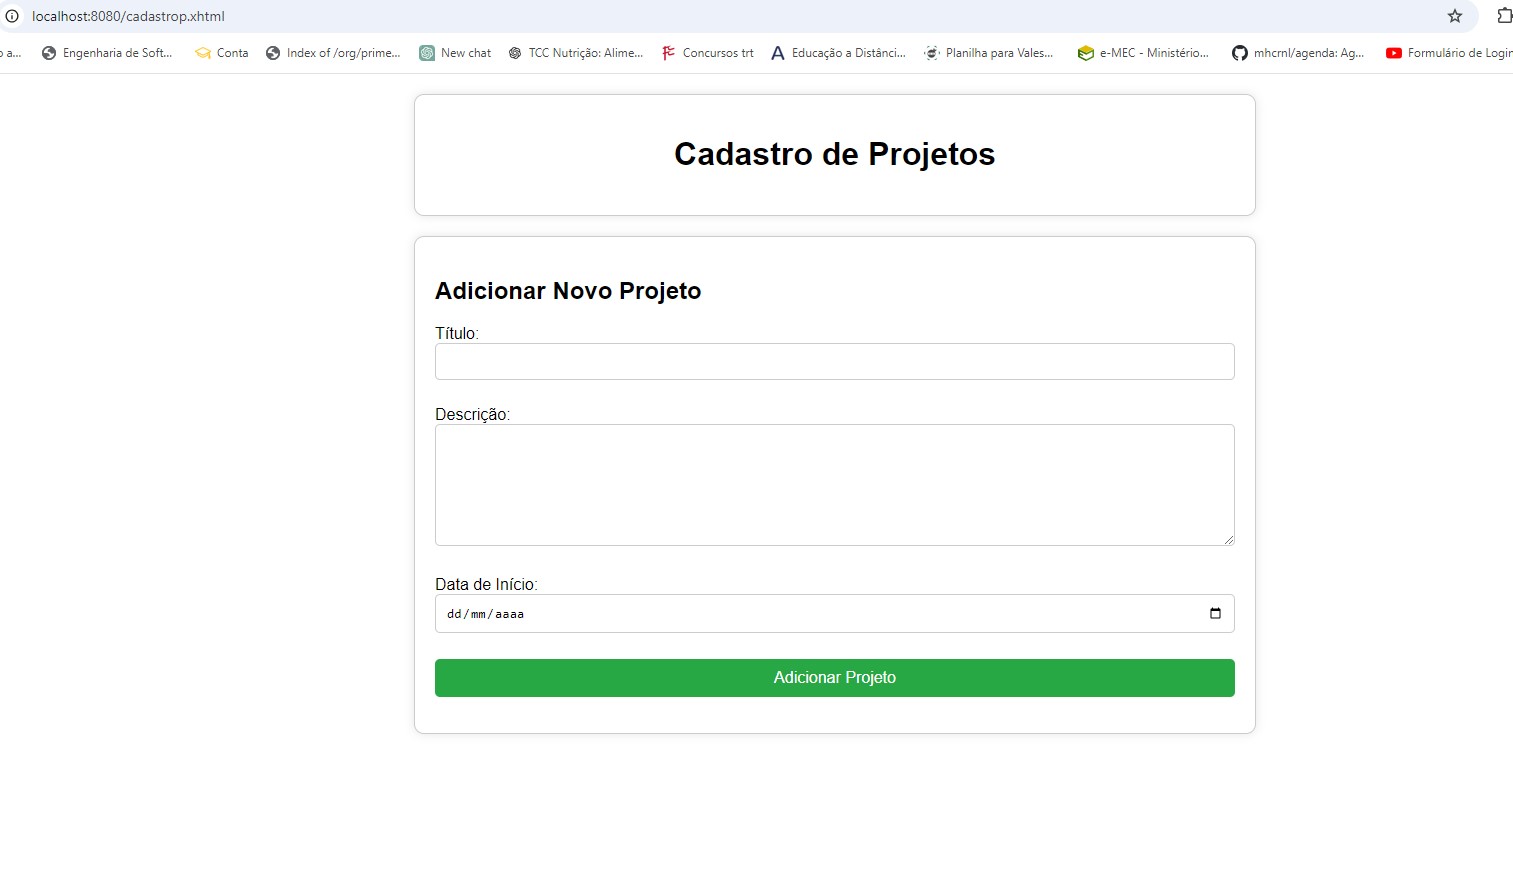 localhost:8080/cadastrop.xhtml
o a... Engenharia de Soft... Conta Index of /org/prime... New chat TCC Nutrição: Alime... Concursos trt Educação a Distânci... Planilha para Vales... e-MEC - Ministério... mhcrnl/agenda: Ag... Formulário de Login
Cadastro de Projetos
Adicionar Novo Projeto
Título:
Descrição:
Data de Início:
dd/mm/aaaa
Adicionar Projeto